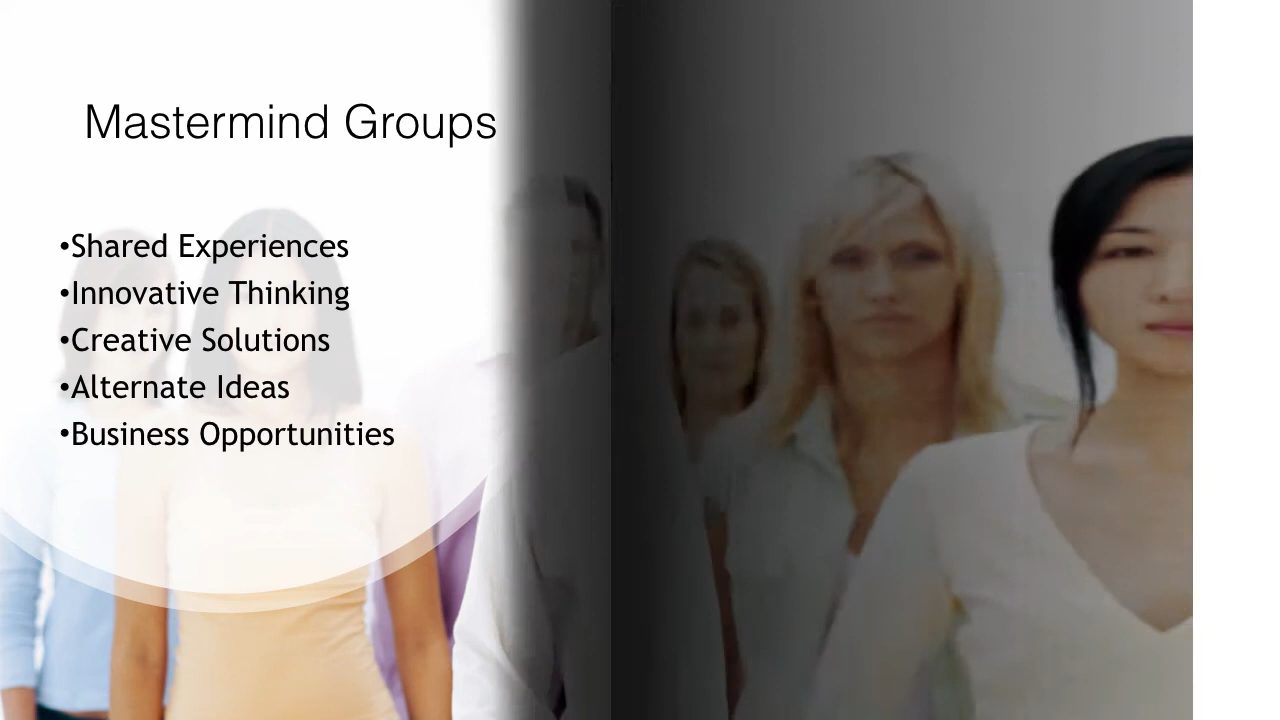 Mastermind Groups
•Shared Experiences
•Innovative Thinking
•Creative Solutions
•Alternate Ideas
•Business Opportunities